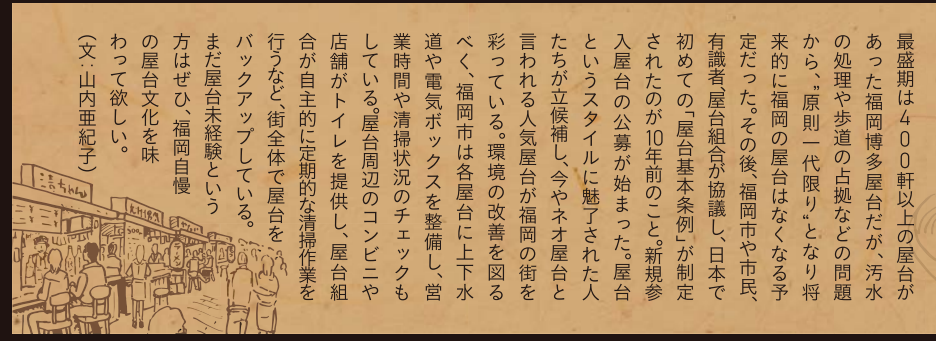 最盛期は400軒以上の屋台が
あった福岡博多屋台だが、汚水
の処理や歩道の占拠などの問題
から、”原則一代限り“となり将
来的に福岡の屋台はなくなる予
定だった。その後、福岡市や市民、
有識者、屋台組合が協議し、日本で
初めての「屋台基本条例」が制定
されたのが10年前のこと。新規参
入屋台の公募が始まった。屋台
というスタイルに魅了された人
たちが立候補し、今やネオ屋台と
言われる人気屋台が福岡の街を
彩っている。環境の改善を図る
べく、福岡市は各屋台に上下水
道や電気ボックスを整備し、営
業時間や清掃状況のチェックも
している。屋台周辺のコンビニや
店舗がトイレを提供し、屋台組
合が自主的に定期的な清掃作業を
行うなど、街全体で屋台を
バックアップしている。
まだ屋台未経験という
方はぜひ、福岡自慢
の屋台文化を味
わって欲しい。
（文：山内亜紀子）
清ちゃん